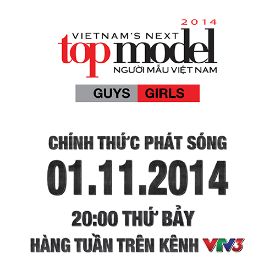 2014
VIETNAM'S NEXT
top model
NGƯỜI MẪU VIỆT NAM
GUYS GIRLS
CHÍNH THỨC PHÁT SÓNG
01.11.2014
20:00 THỨ BẢY
HÀNG TUẦN TRÊN KÊNH VTV3